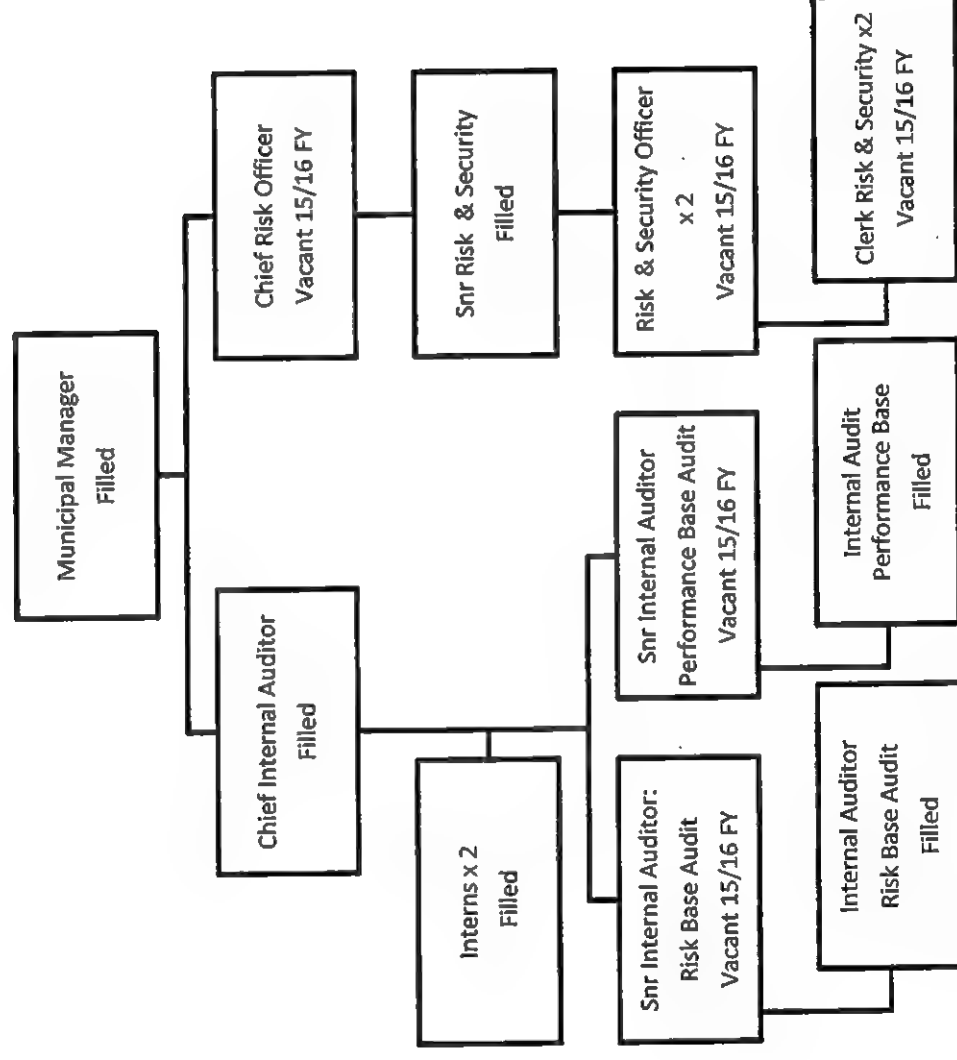 Municipal Manager
Filled
Chief Internal Auditor
Filled
Chief Risk Officer
Vacant 15/16 FY
Interns x 2
Filled
Snr Risk & Security
Filled
Snr Internal Auditor:
Risk Base Audit
Vacant 15/16 FY
Snr Internal Auditor
Performance Base Audit
Vacant 15/16 FY
Risk & Security Officer
x 2
Vacant 15/16 FY
Internal Auditor
Risk Base Audit
Filled
Internal Audit
Performance Base
Filled
Clerk Risk & Security x2
Vacant 15/16 FY